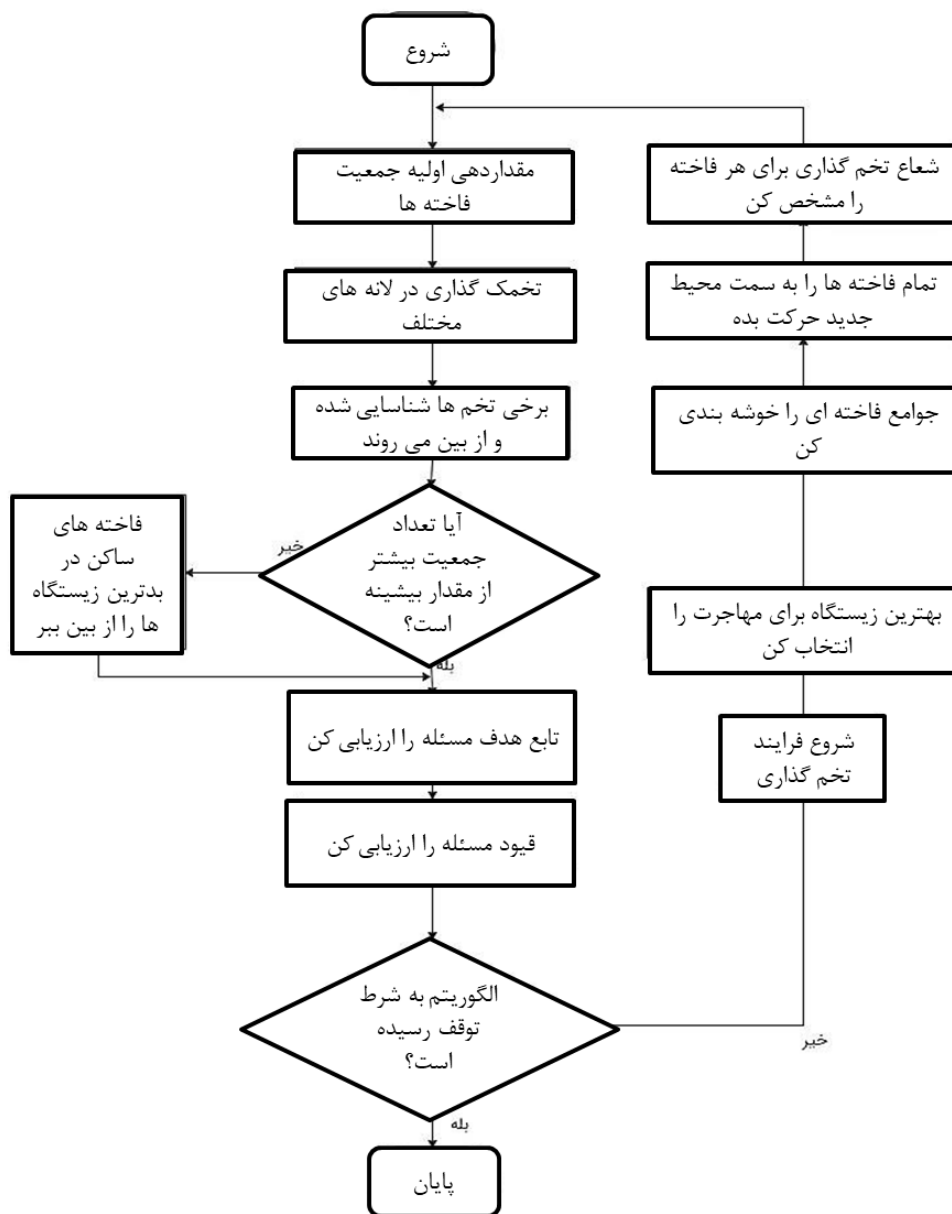 شروع
مقداردهی اولیه جمعیت
فاخته ها
تخمک گذاری در لانه های
مختلف
برخی تخم ها شناسایی شده
و از بین می روند
آیا تعداد
جمعیت بیشتر
از مقدار بیشینه
است؟
خیر
فاخته های
ساکن در
بدترین زیستگاه
ها را از بین ببر
بله
تابع هدف مسئله را ارزیابی کن
قیود مسئله را ارزیابی کن
الگوریتم به شرط
توقف رسیده
است؟
خیر
بله
پایان
شروع فرایند
تخم گذاری
بهترین زیستگاه برای مهاجرت را
انتخاب کن
جوامع فاخته ای را خوشه بندی
کن
تمام فاخته ها را به سمت محیط
جدید حرکت بده
شعاع تخم گذاری برای هر فاخته
را مشخص کن